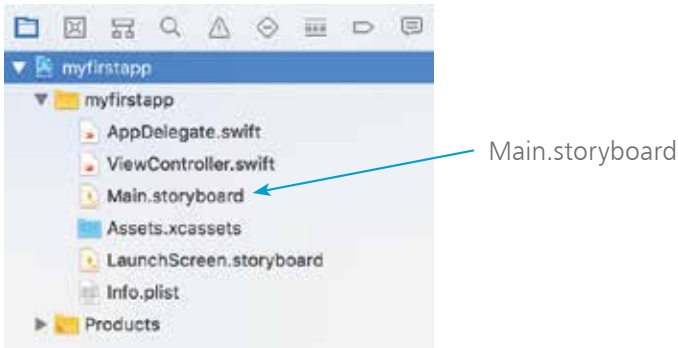 myfirstapp
myfirstapp
AppDelegate.swift
ViewController.swift
Main.storyboard
Main.storyboard
Assets.xcassets
LaunchScreen.storyboard
Info.plist
Products